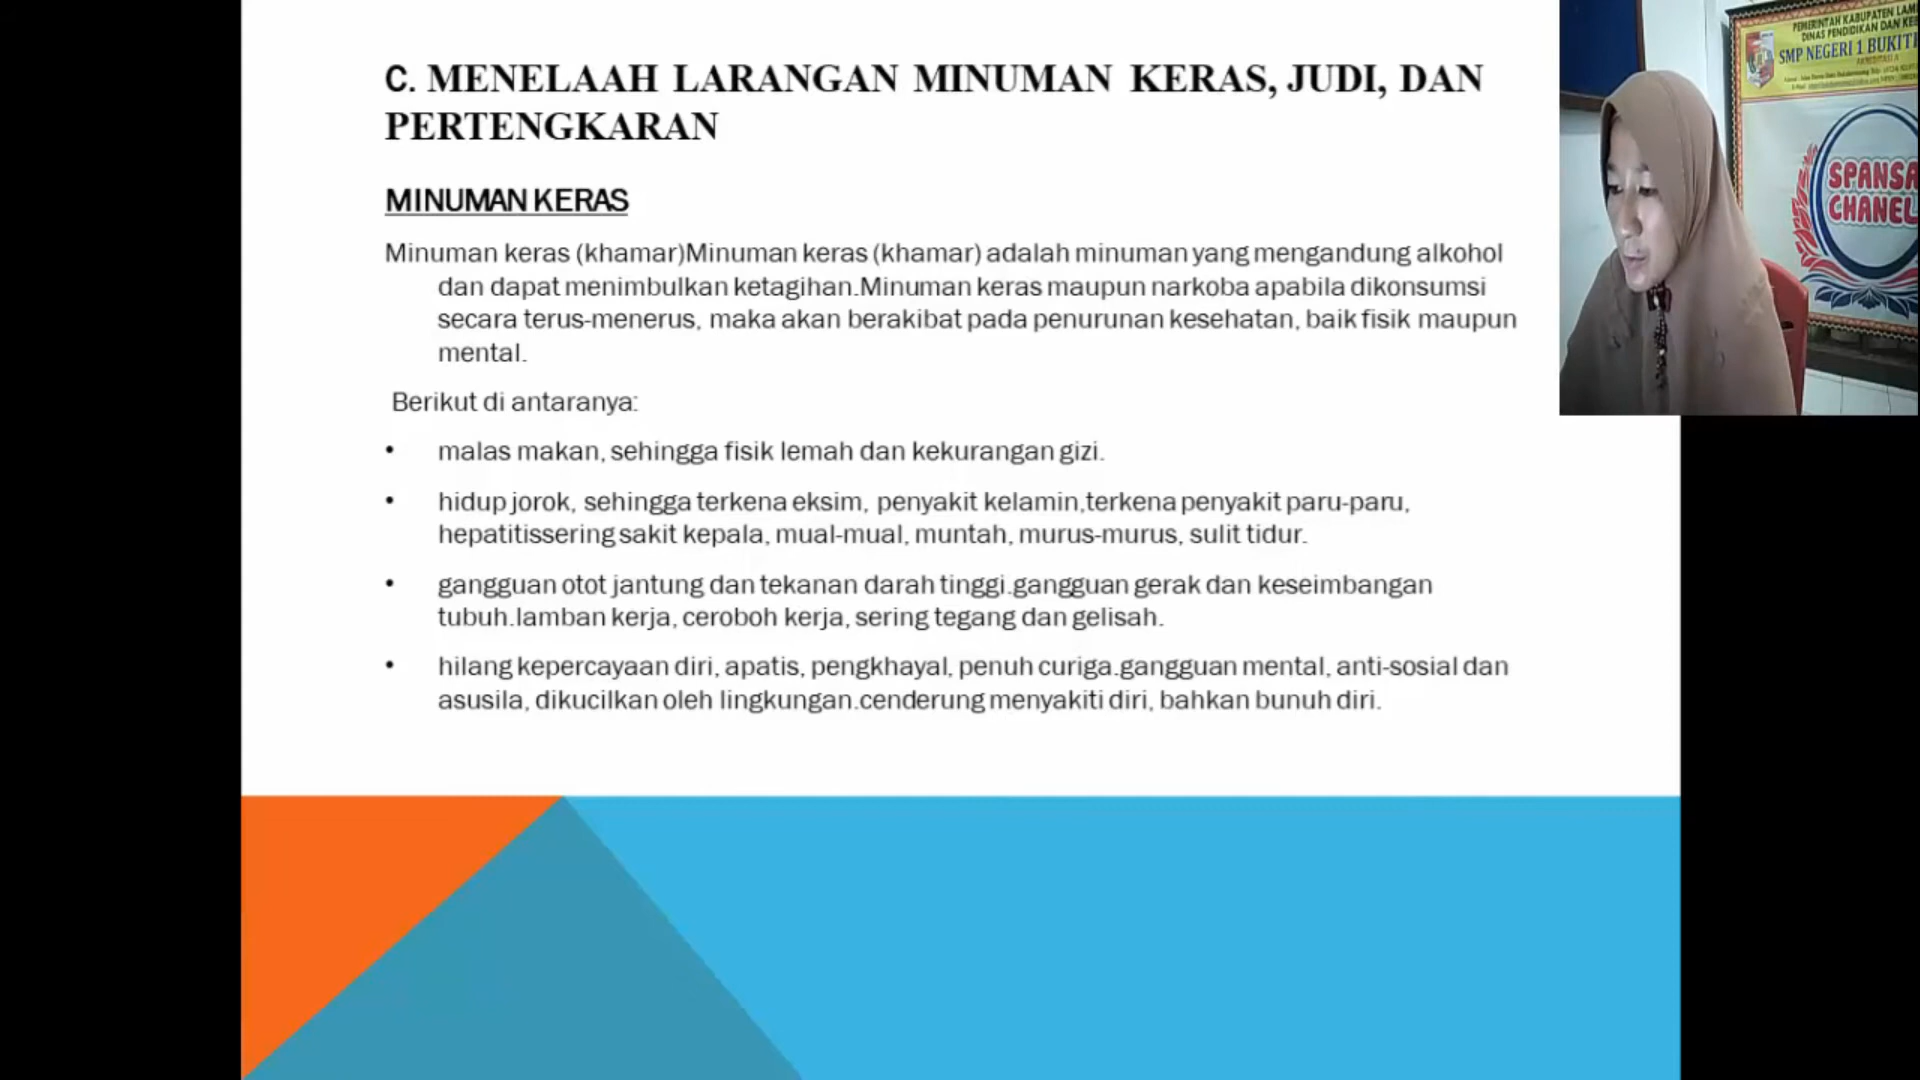 C. MENELAAH LARANGAN MINUMAN KERAS, JUDI, DAN
PERTENGKARAN
MINUMAN KERAS
Minuman keras (khamar)Minuman keras (khamar) adalah minuman yang mengandung alkohol
dan dapat menimbulkan ketagihan.Minuman keras maupun narkoba apabila dikonsumsi
secara terus-menerus, maka akan berakibat pada penurunan kesehatan, baik fisik maupun
mental.
Berikut di antaranya:
• malas makan, sehingga fisik lemah dan kekurangan gizi.
• hidup jorok, sehingga terkena eksim, penyakit kelamin,terkena penyakit paru-paru,
hepatitissering sakit kepala, mual-mual, muntah, murus-murus, sulit tidur.
• gangguan otot jantung dan tekanan darah tinggi.gangguan gerak dan keseimbangan
tubuh.lamban kerja, ceroboh kerja, sering tegang dan gelisah.
• hilang kepercayaan diri, apatis, pengkhayal, penuh curiga.gangguan mental, anti-sosial dan
asusila, dikucilkan oleh lingkungan.cenderung menyakiti diri, bahkan bunuh diri.
PEMERINTAH KABUPATEN LAM
DINAS PENDIDIKAN DAN KE
SMP NEGERI 1 BUKIT
SPANSA
CHANEL